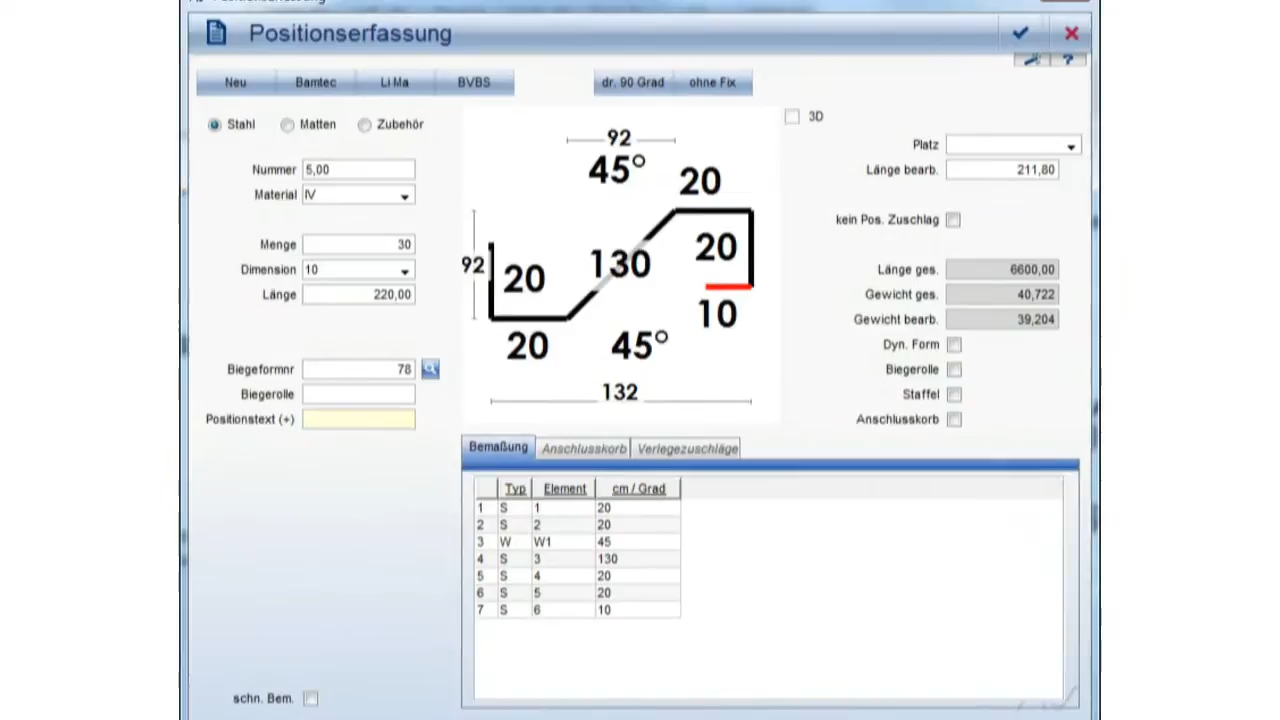 Positionserfassung
Neu Bamtec Li Ma BVBS dr. 90 Grad ohne Fix
Stahl Matten Zubehör
Nummer 5,00
Material IV
Menge 30
Dimension 10
Länge 220,00
Biegeformnr 78
Biegerolle
Positionstext (+)
schn. Bem.
92
45°
20
20
130
92
20
10
20
45°
132
3D
Platz
Länge bearb. 211,80
kein Pos. Zuschlag
Länge ges. 6600,00
Gewicht ges. 40,722
Gewicht bearb. 39,204
Dyn. Form
Biegerolle
Staffel
Anschlusskorb
Bemaßung Anschlusskorb Verlegezuschläge
Typ Element cm / Grad
1 S 1 20
2 S 2 20
3 W W1 45
4 S 3 130
5 S 4 20
6 S 5 20
7 S 6 10